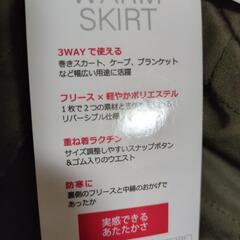 WARM
SKIRT
3WAYで使える
巻きスカート、ケープ、ブランケット
など幅広い用途に活躍
フリース × 軽やかポリエステル
1枚で2つの素材と
リバーシブル仕様
重ね着ラクチン
サイズ調整しやすいスナップボタン
&ゴム入りのウエスト
防寒に
裏側のフリースと中綿のおかげで
あったか
実感できる
あたたかさ